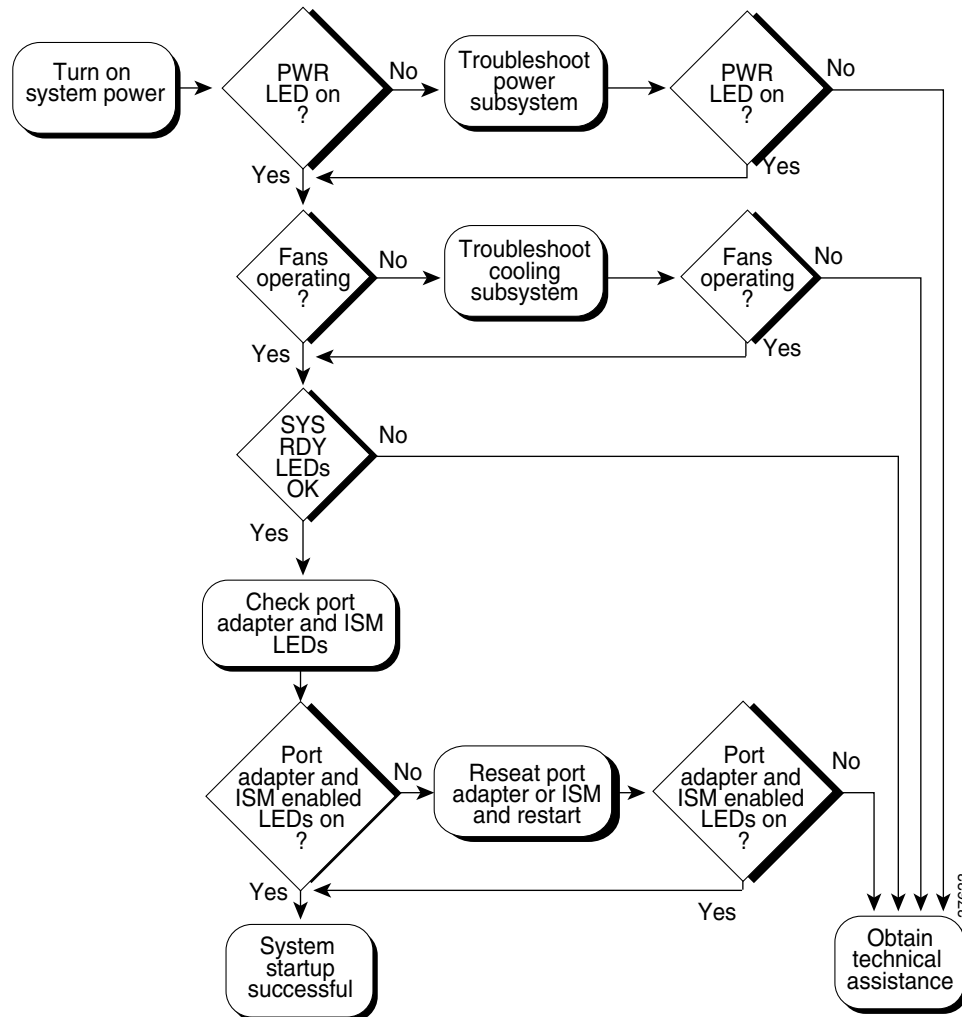 Turn on
system power
PWR
LED on
?
No
Troubleshoot
power
subsystem
PWR
LED on
?
No
Yes
Yes
Fans
operating
?
No
Troubleshoot
cooling
subsystem
Fans
operating
?
No
Yes
Yes
SYS
RDY
LEDs
OK
No
Yes
Check port
adapter and ISM
LEDs
Port
adapter and
ISM enabled
LEDs on
?
No
Reseat port
adapter or ISM
and restart
Port
adapter and
ISM enabled
LEDs on
?
No
Yes
Yes
System
startup
successful
Obtain
technical
assistance